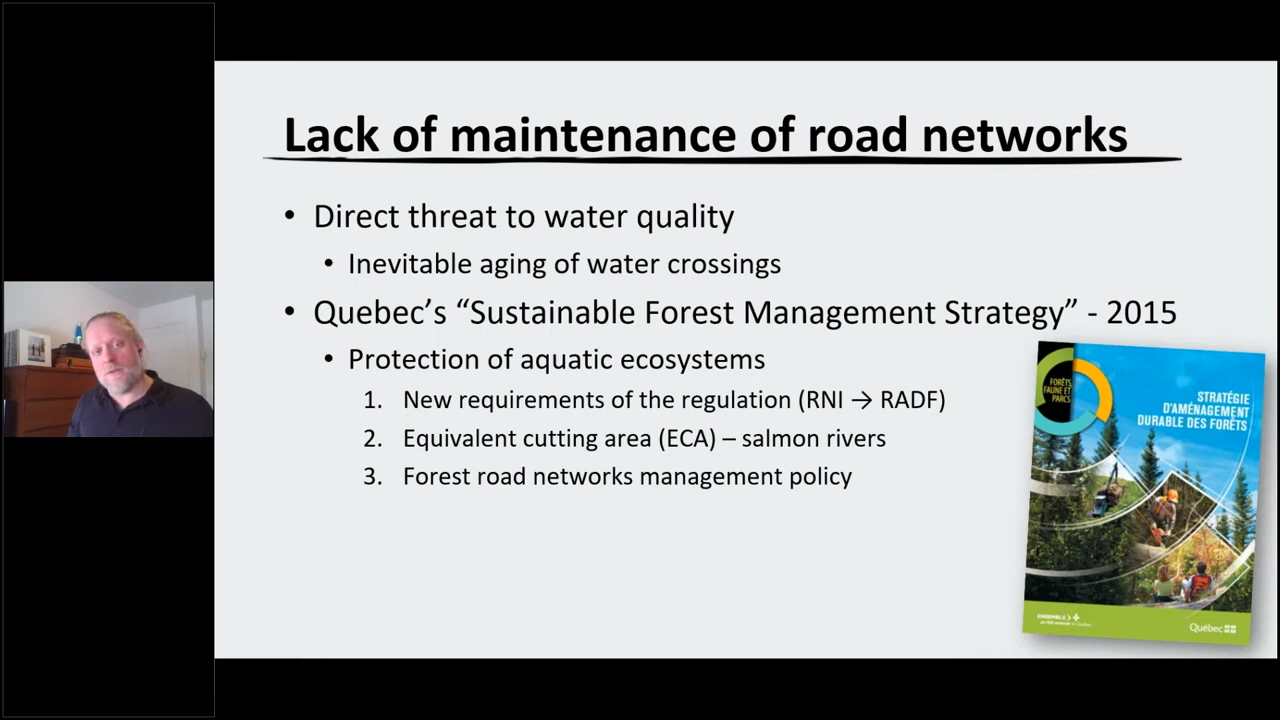 Lack of maintenance of road networks
• Direct threat to water quality
• Inevitable aging of water crossings
• Quebec’s “Sustainable Forest Management Strategy” - 2015
• Protection of aquatic ecosystems
1. New requirements of the regulation (RNI → RADF)
2. Equivalent cutting area (ECA) – salmon rivers
3. Forest road networks management policy
FORÊTS
FAUNE ET
PARCS
STRATÉGIE
D’AMÉNAGEMENT
DURABLE DES FORÊTS
ENSEMBLE
Québec